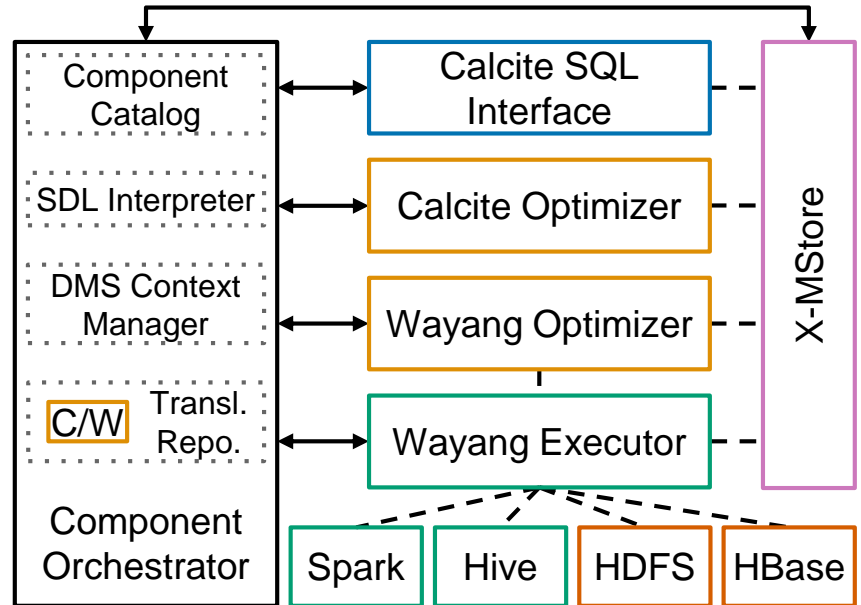 Component
Catalog
SDL Interpreter
DMS Context
Manager
C/W
Transl.
Repo.
Component
Orchestrator
Calcite SQL
Interface
Calcite Optimizer
Wayang Optimizer
Wayang Executor
X-MStore
Spark
Hive
HDFS
HBase